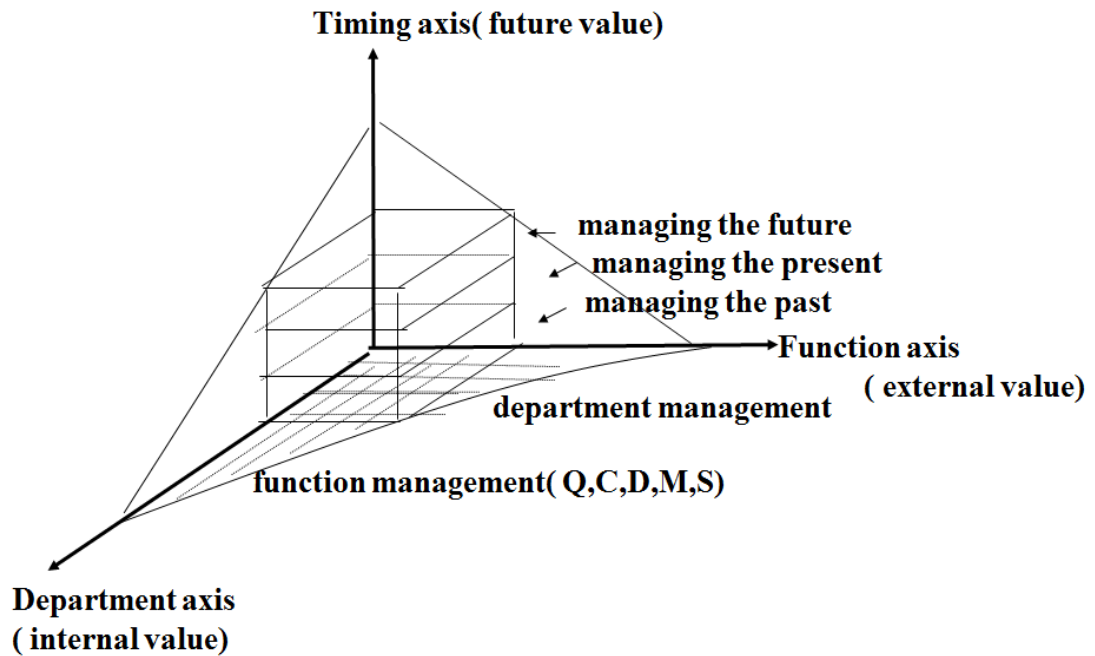 Timing axis( future value)
managing the future
managing the present
managing the past
Function axis
( external value)
department management
function management( Q,C,D,M,S)
Department axis
( internal value)